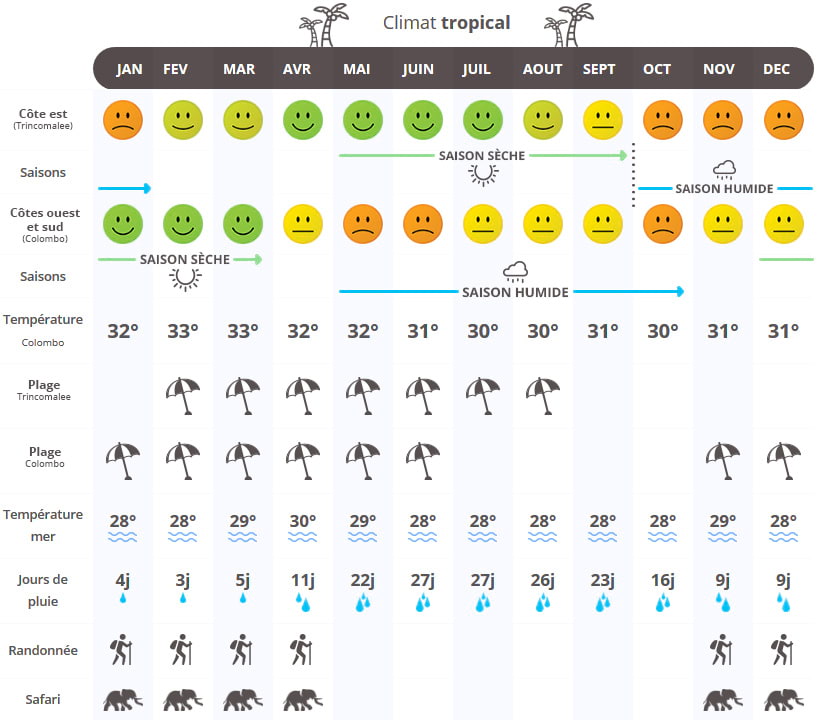 Climat tropical
JAN FEV MAR AVR MAI JUIN JUIL AOUT SEPT OCT NOV DEC
Côte est
(Trincomalee)
SAISON SÈCHE
Saisons
SAISON HUMIDE
Côtes ouest
et sud
(Colombo)
SAISON SÈCHE
Saisons
SAISON HUMIDE
Température
Colombo
32° 33° 33° 32° 32° 31° 30° 30° 31° 30° 31° 31°
Plage
Trincomalee
Plage
Colombo
Température
mer
28° 28° 29° 30° 29° 28° 28° 28° 28° 28° 29° 28°
Jours de
pluie
4j 3j 5j 11j 22j 27j 27j 26j 23j 16j 9j 9j
Randonnée
Safari